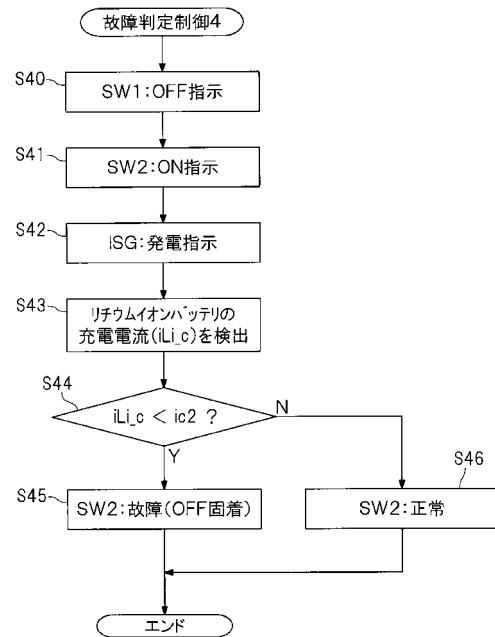 故障判定制御4
S40
SW1:OFF指示
S41
SW2:ON指示
S42
ISG:発電指示
S43
リチウムイオンバッテリの
充電電流(iLi_c)を検出
S44
iLi_c < ic2 ?
N
Y
S45
SW2:故障(OFF固着)
S46
SW2:正常
エンド